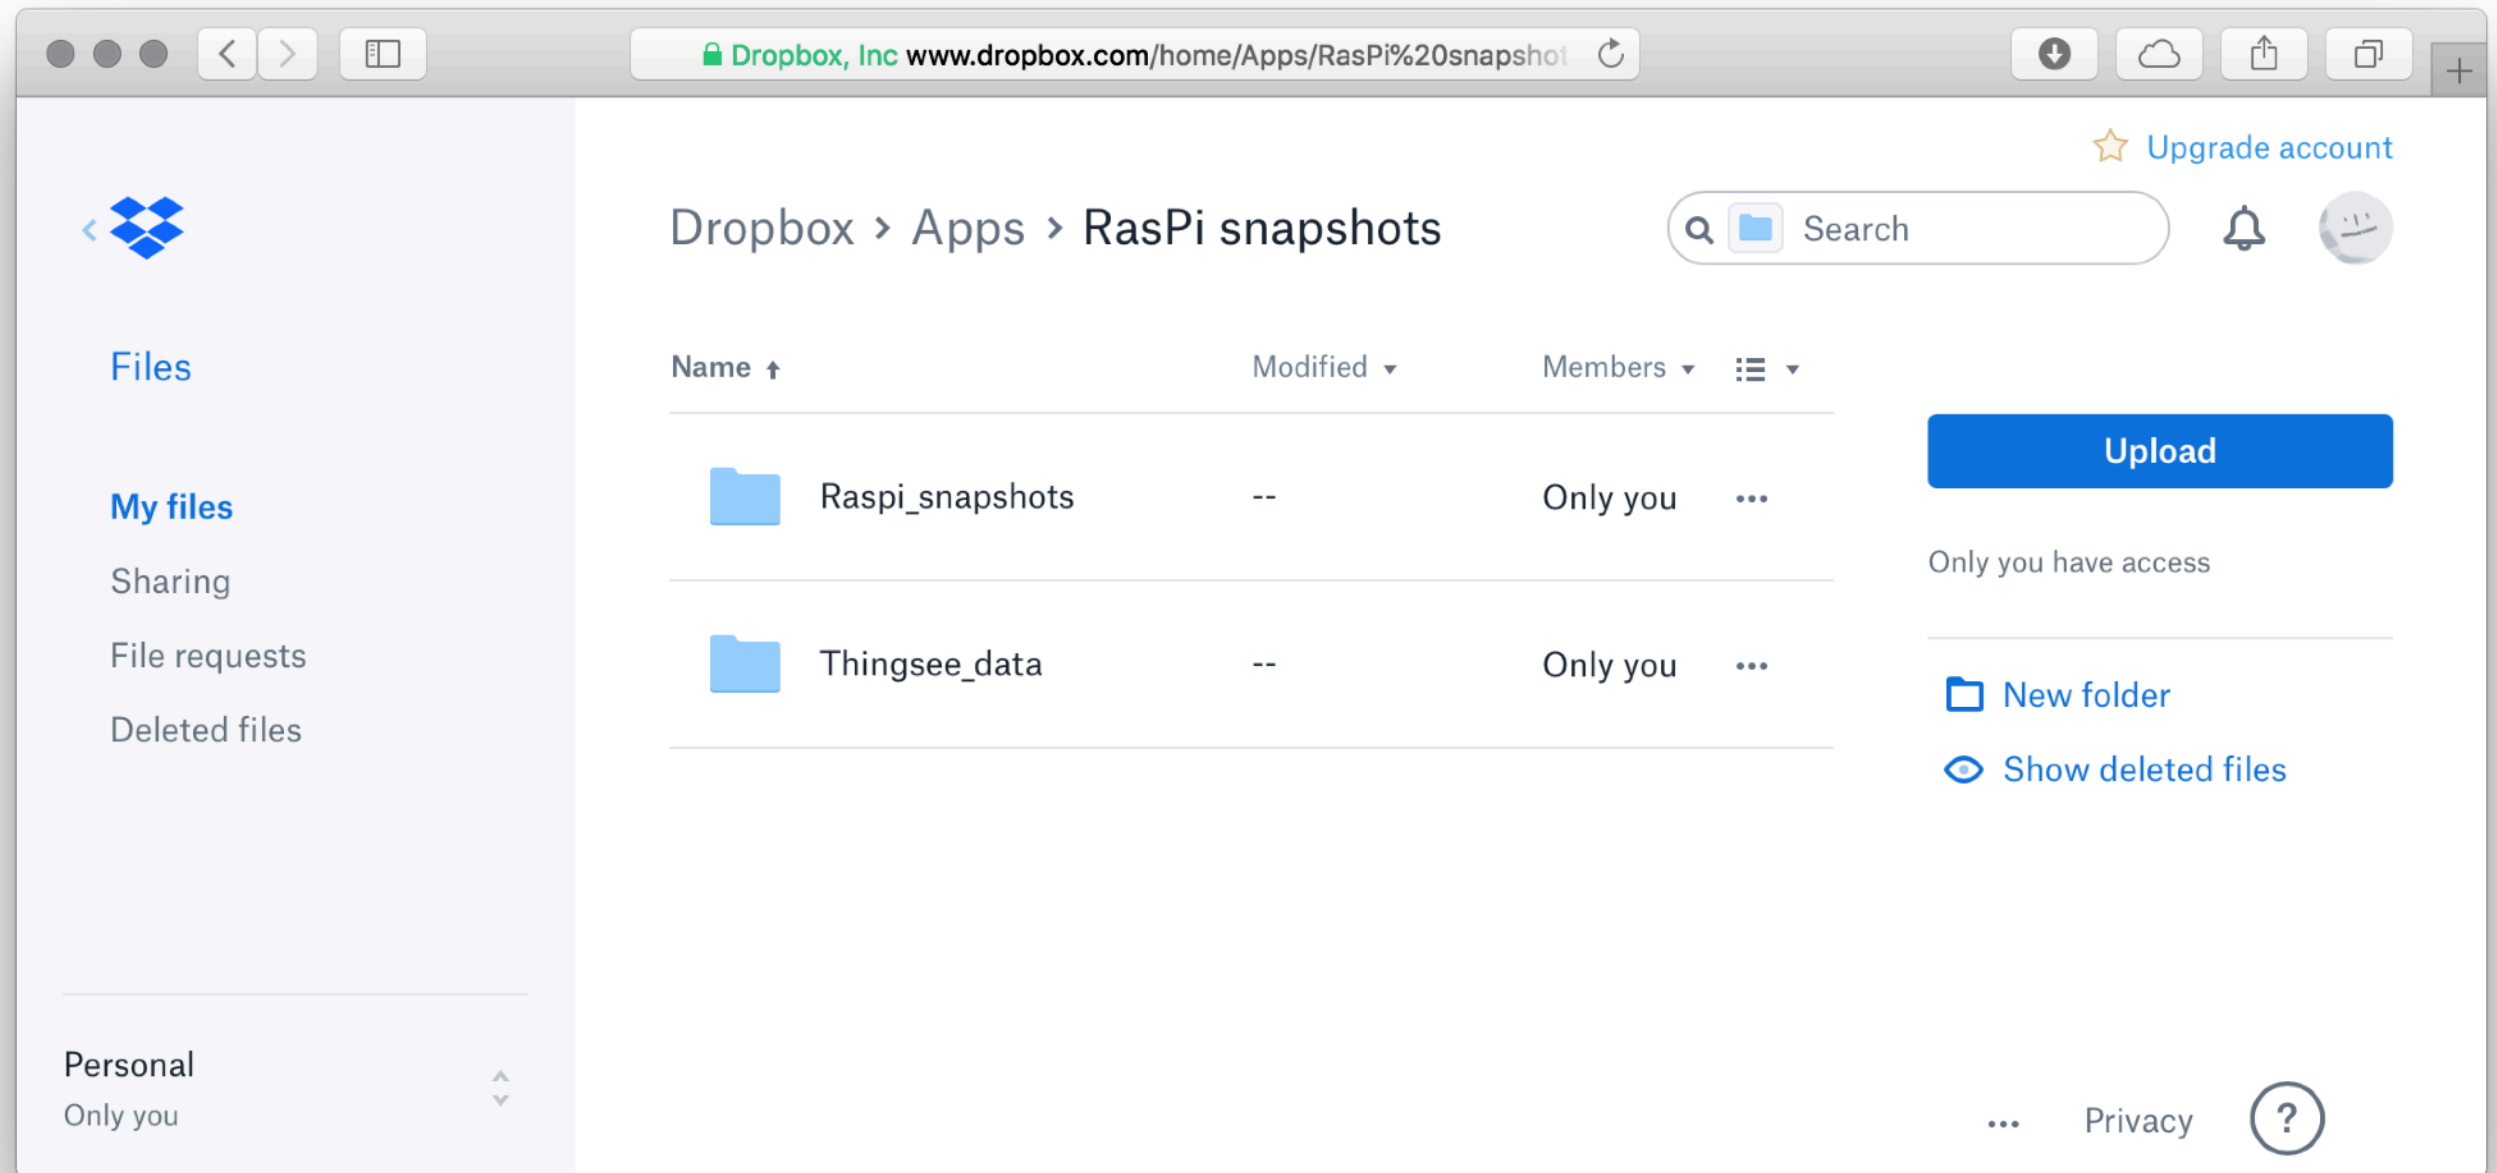 Dropbox, Inc www.dropbox.com/home/Apps/RasPi%20snapshot
Upgrade account
Dropbox › Apps › RasPi snapshots
Search
Files
My files
Sharing
File requests
Deleted files
Name Modified Members
Raspi_snapshots -- Only you
Thingsee_data -- Only you
Upload
Only you have access
New folder
Show deleted files
Personal
Only you
Privacy
?